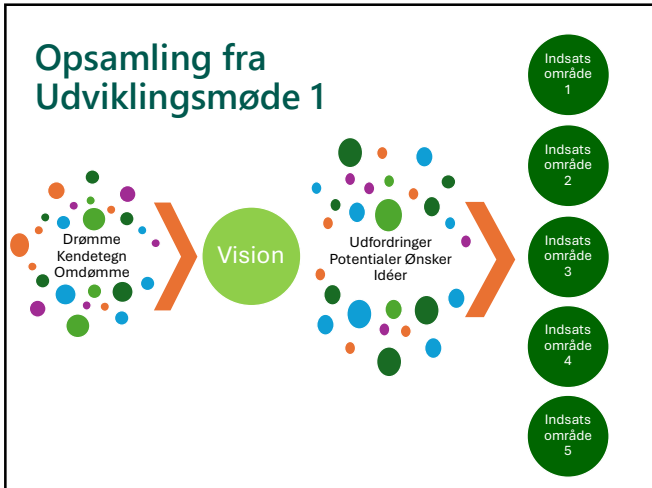 Opsamling fra
Udviklingsmøde 1
Drømme
Kendetegn
Omdømme
Vision
Udfordringer
Potentialer Ønsker
Idéer
Indsats
område
1
Indsats
område
2
Indsats
område
3
Indsats
område
4
Indsats
område
5